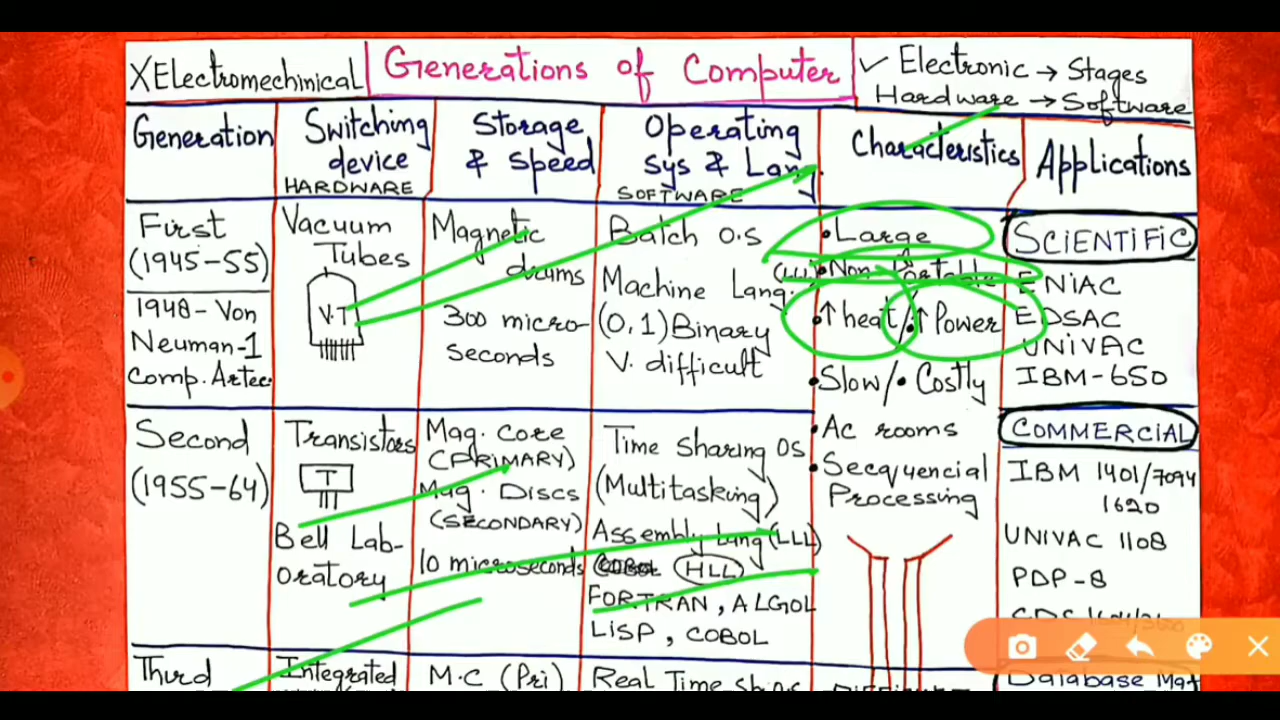 XElectromechinical
Generations of Computer
✓ Electronic → Stages
Hardware → Software
Generation
Switching
device
HARDWARE
Storage
& Speed
Operating
sys & Lang
SOFTWARE
Characteristics
Applications
First
(1945-55)
1948-Von
Neuman-1
Comp. Artec
Vacuum
Tubes
V.T
Magnetic
drums
300 micro-
seconds
Batch O.S
Machine Lang.
(LLL)
(0,1) Binary
V. difficult
•Large
•Non-Portable
•↑heat/•↑Power
•Slow/•Costly
•Ac rooms
•Secquencial
Processing
SCIENTIFIC
ENIAC
EDSAC
UNIVAC
IBM-650
Second
(1955-64)
Transistors
T
Bell Lab-
oratory
Mag. Core
(PRIMARY)
Mag. Discs
(SECONDARY)
10 microseconds
Time sharing OS
(Multitasking)
Assembly Lang (LLL)
HLL
FORTRAN, ALGOL
LISP, COBOL
COMMERCIAL
IBM 1401/7094
1620
UNIVAC 1108
PDP-8
Third
Integrated
M.C (Pri)
Real Time
Database